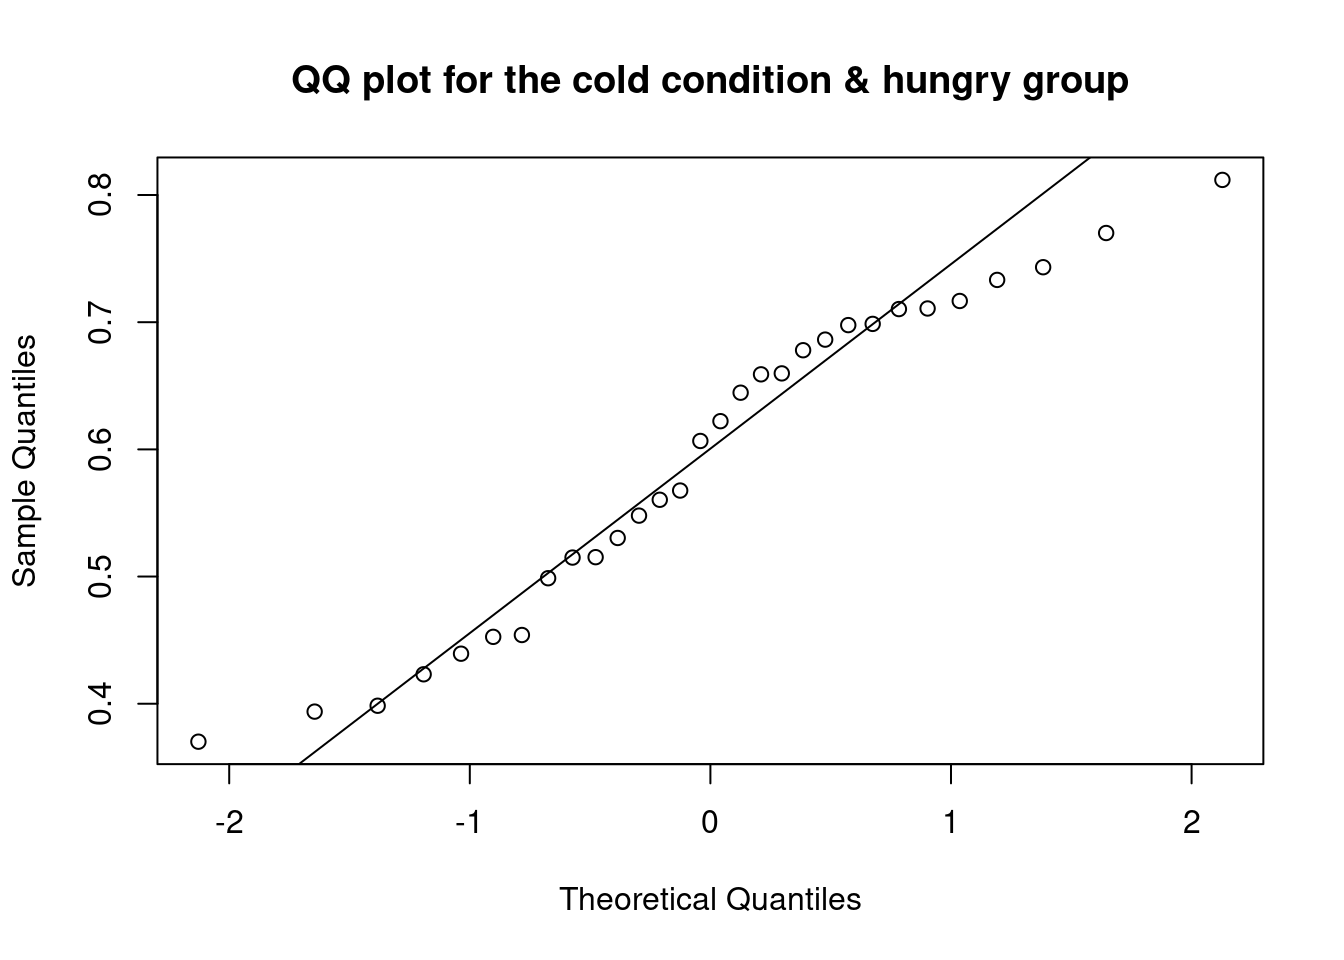 QQ plot for the cold condition & hungry group
Sample Quantiles
0.8
0.7
0.6
0.5
0.4
-2 -1 0 1 2
Theoretical Quantiles